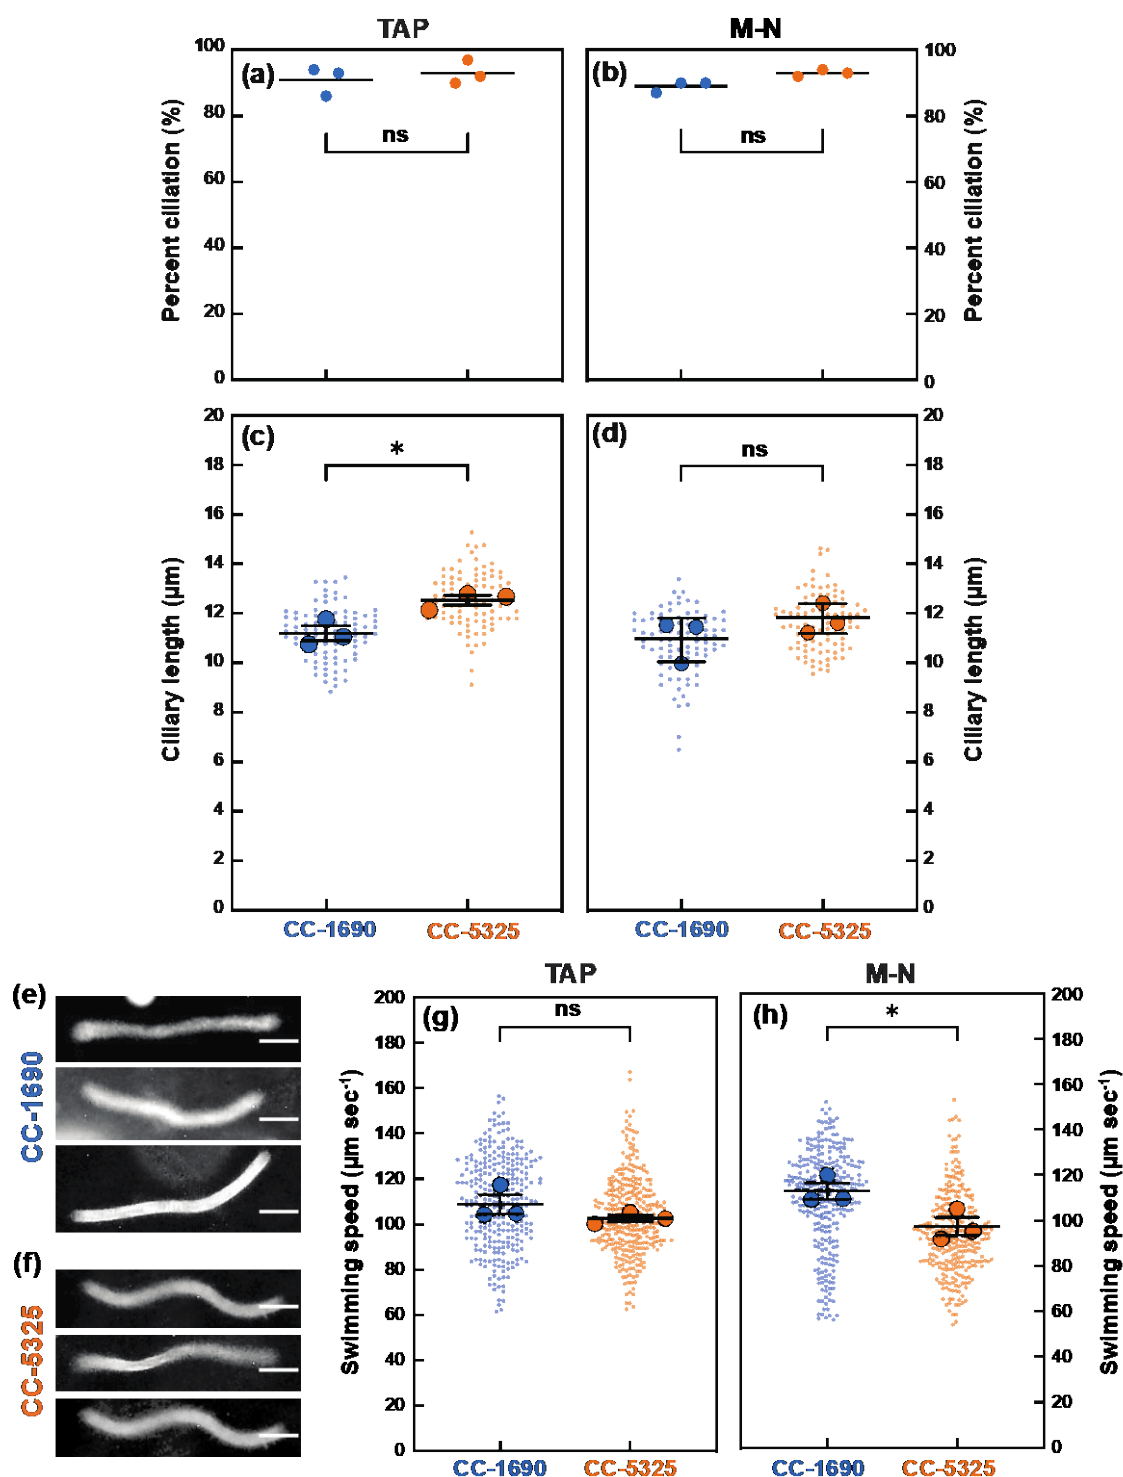 TAP M-N
(a) (b)
Percent ciliation (%)
100
80
60
40
20
0
ns
ns
100
80
60
40
20
0
Percent ciliation (%)
(c) (d)
Ciliary length (µm)
20
18
16
14
12
10
8
6
4
2
0
*
ns
20
18
16
14
12
10
8
6
4
2
0
Ciliary length (µm)
CC-1690 CC-5325 CC-1690 CC-5325
(e)
CC-1690
(f)
CC-5325
TAP M-N
(g) (h)
Swimming speed (µm sec-1)
200
180
160
140
120
100
80
60
40
20
0
ns
*
200
180
160
140
120
100
80
60
40
20
0
Swimming speed (µm sec-1)
CC-1690 CC-5325 CC-1690 CC-5325